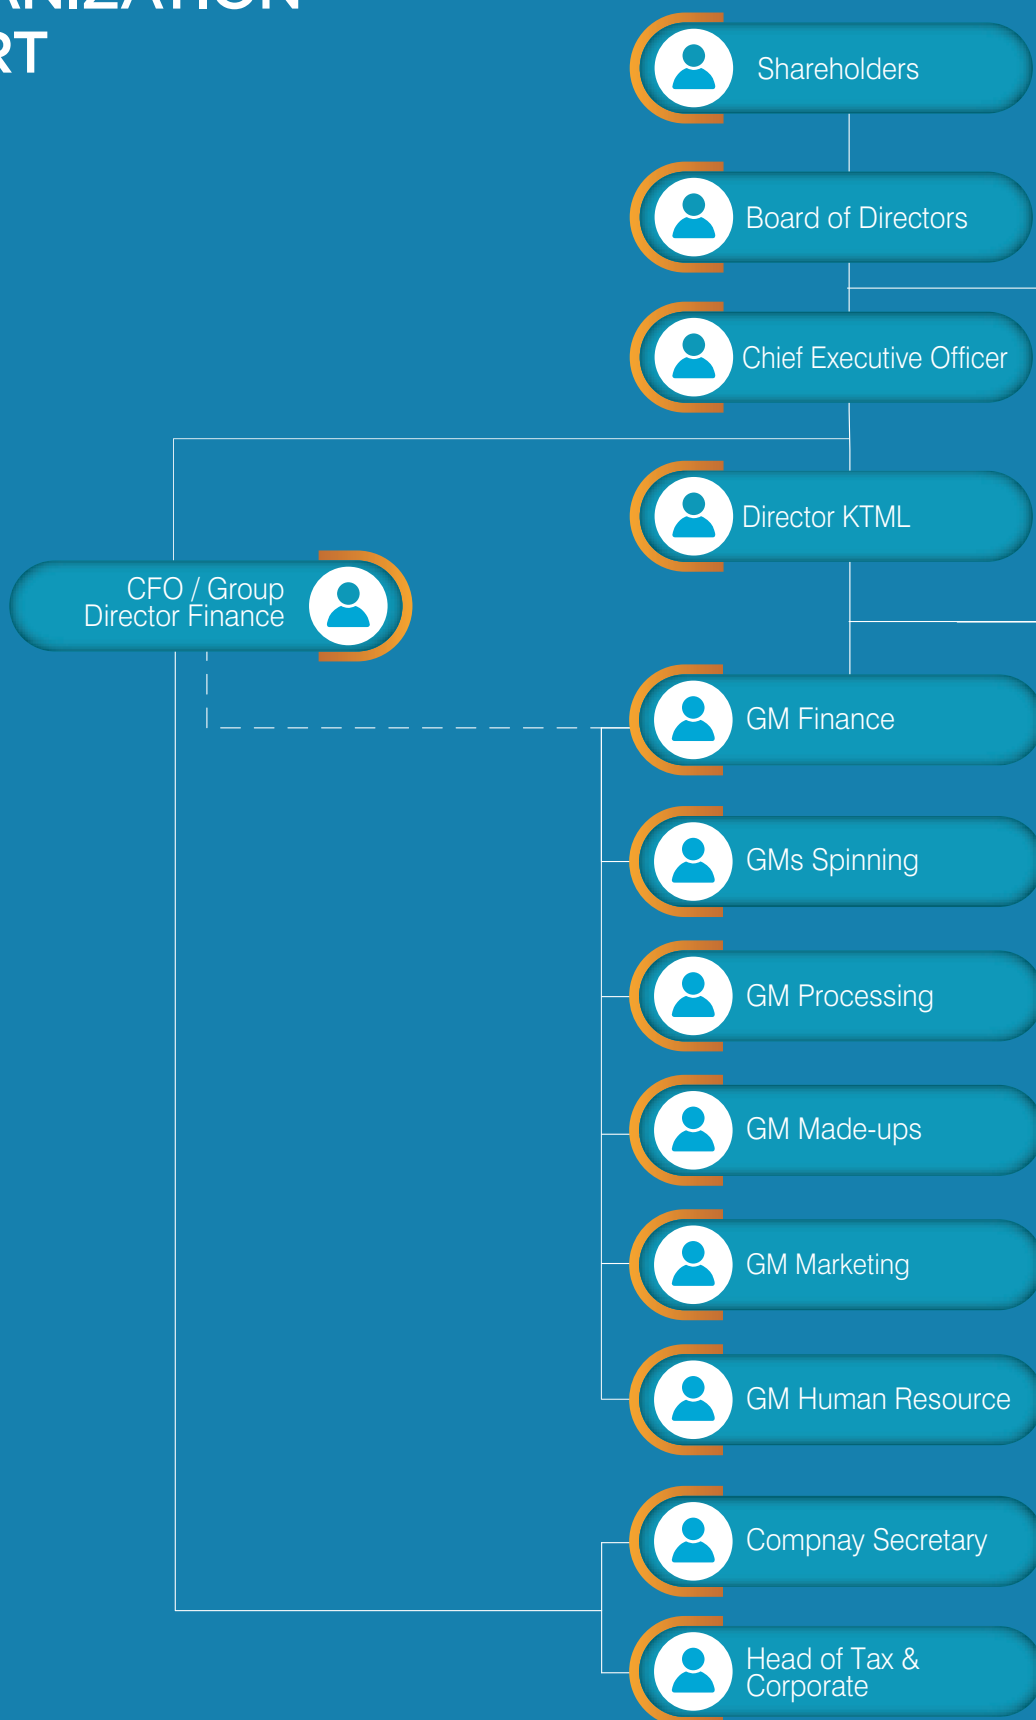 ANIZATION
RT
Shareholders
Board of Directors
Chief Executive Officer
Director KTML
CFO / Group
Director Finance
GM Finance
GMs Spinning
GM Processing
GM Made-ups
GM Marketing
GM Human Resource
Compnay Secretary
Head of Tax &
Corporate